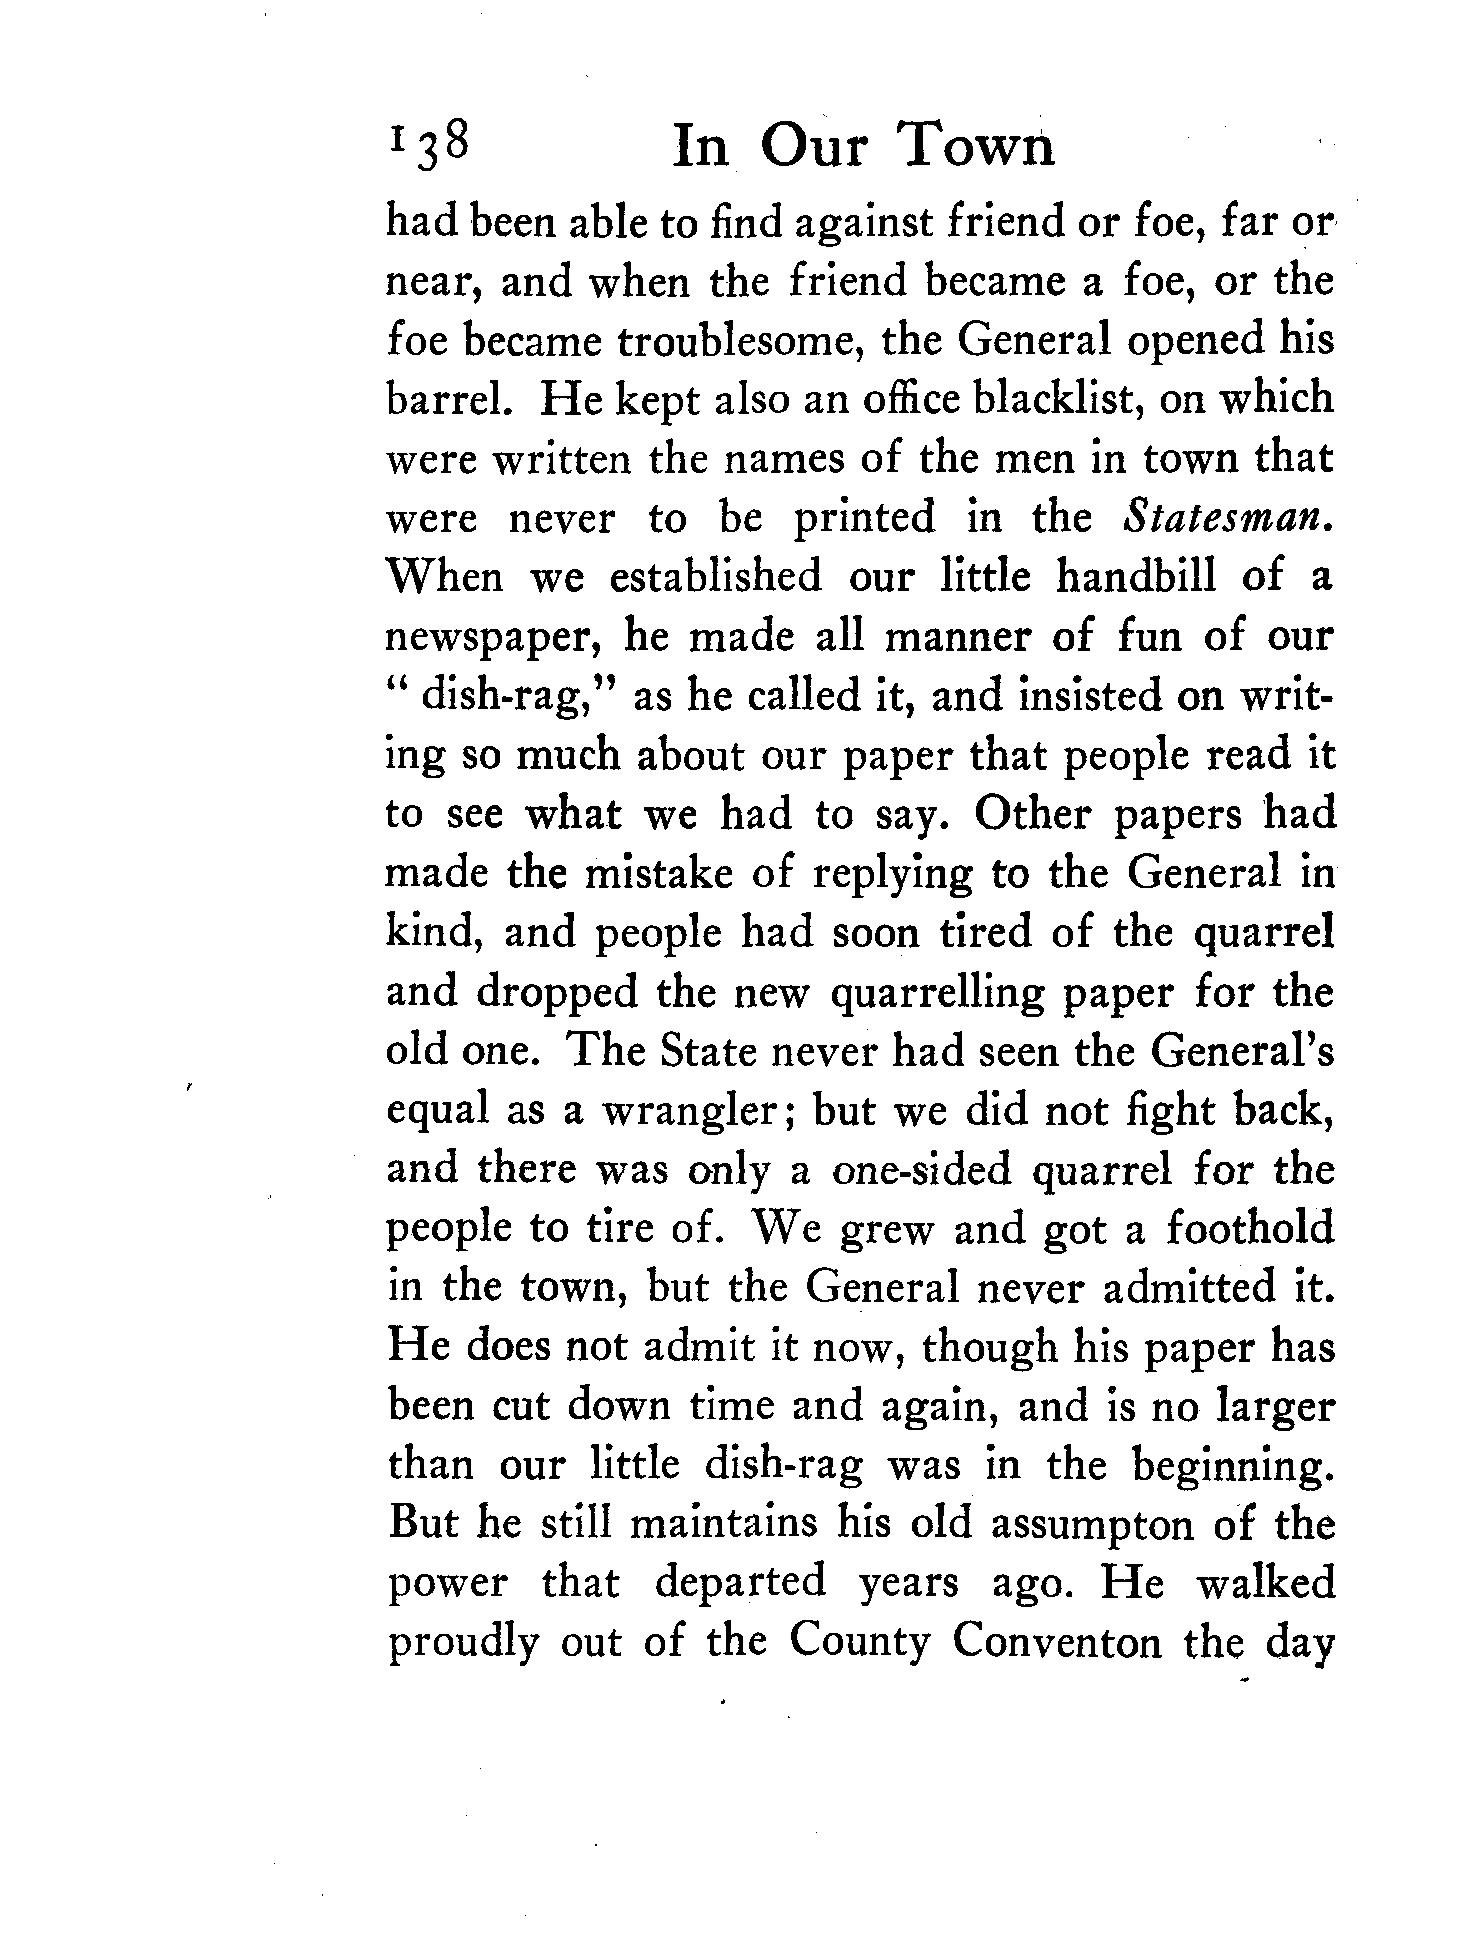 138 In Our Town
had been able to find against friend or foe, far or
near, and when the friend became a foe, or the
foe became troublesome, the General opened his
barrel. He kept also an office blacklist, on which
were written the names of the men in town that
were never to be printed in the Statesman.
When we established our little handbill of a
newspaper, he made all manner of fun of our
“ dish-rag,” as he called it, and insisted on writ-
ing so much about our paper that people read it
to see what we had to say. Other papers had
made the mistake of replying to the General in
kind, and people had soon tired of the quarrel
and dropped the new quarrelling paper for the
old one. The State never had seen the General’s
equal as a wrangler; but we did not fight back,
and there was only a one-sided quarrel for the
people to tire of. We grew and got a foothold
in the town, but the General never admitted it.
He does not admit it now, though his paper has
been cut down time and again, and is no larger
than our little dish-rag was in the beginning.
But he still maintains his old assumpton of the
power that departed years ago. He walked
proudly out of the County Conventon the day